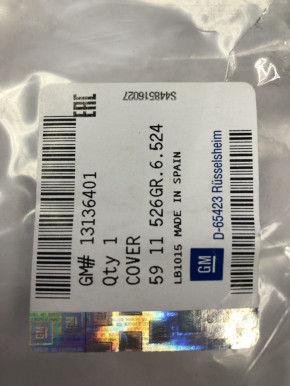 GM# 13136401
Qty 1
COVER
59 11 526GR.6.524
LB1015 MADE IN SPAIN
GM
D-65423 Rüsselsheim
EAC
S448516027
GM